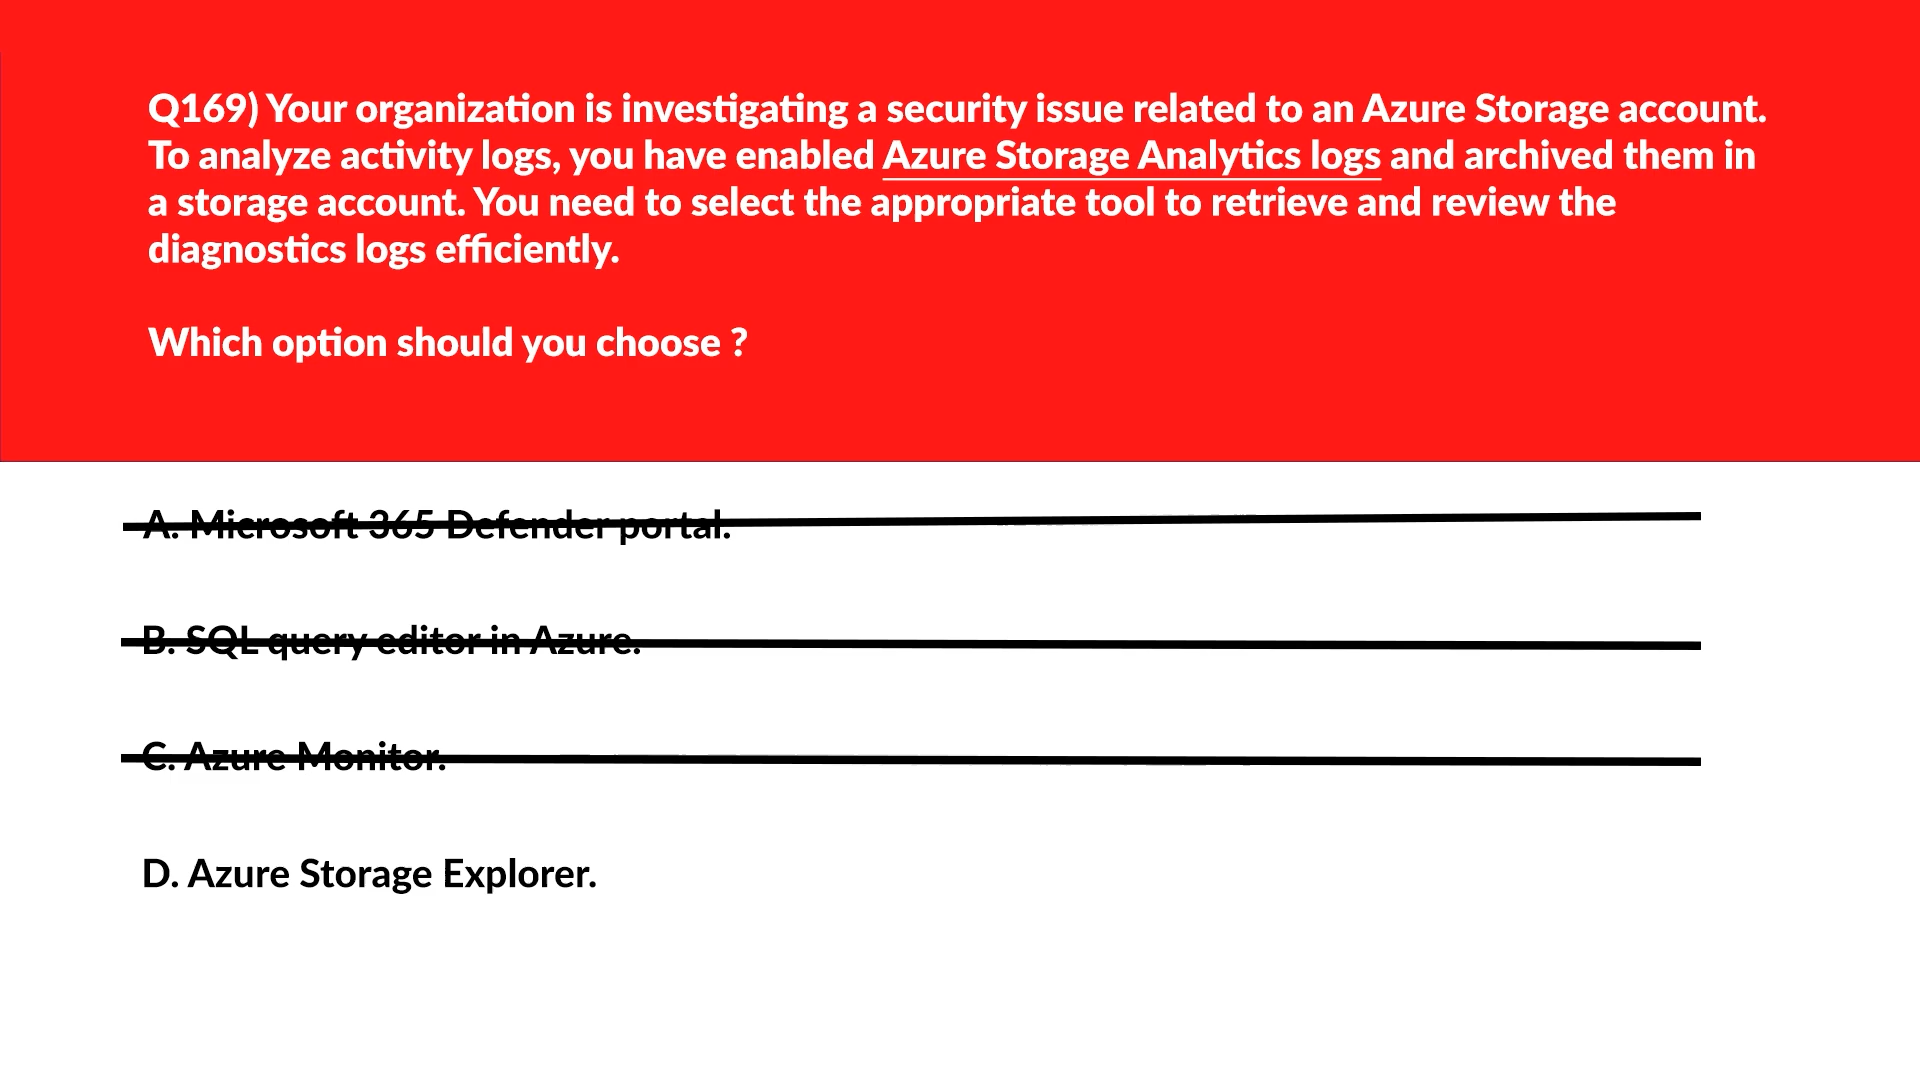 Q169) Your organization is investigating a security issue related to an Azure Storage account.
To analyze activity logs, you have enabled Azure Storage Analytics logs and archived them in
a storage account. You need to select the appropriate tool to retrieve and review the
diagnostics logs efficiently.
Which option should you choose ?
A. Microsoft 365 Defender portal.
B. SQL query editor in Azure.
C. Azure Monitor.
D. Azure Storage Explorer.